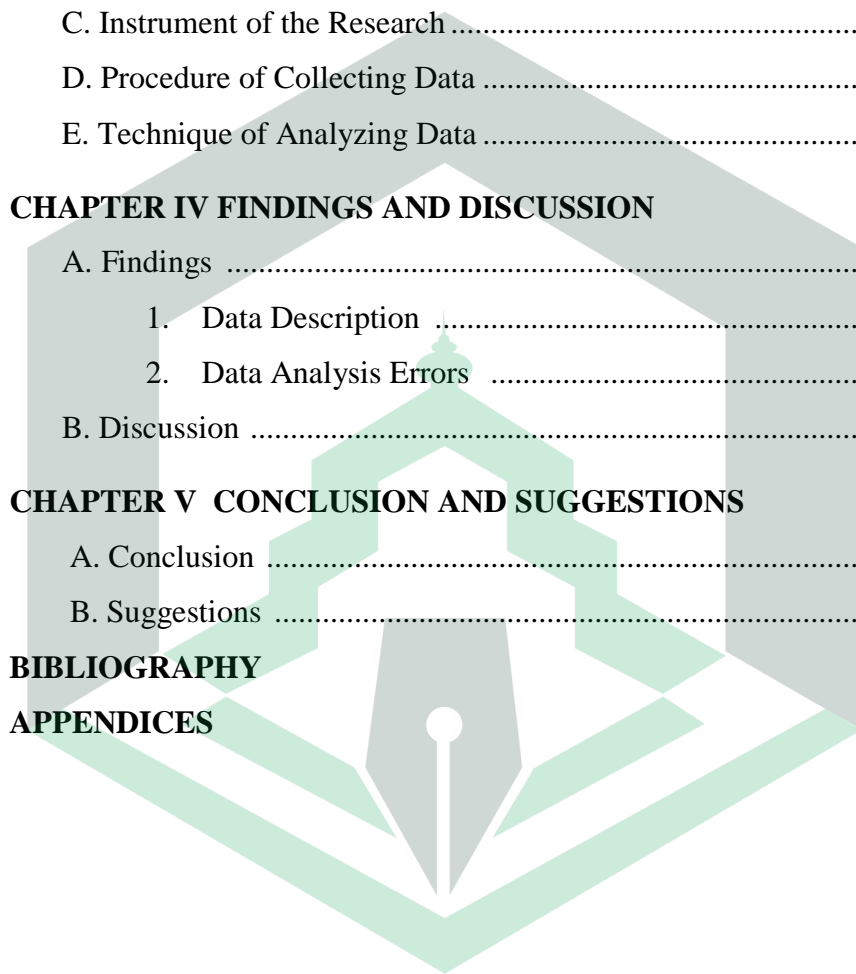 C. Instrument of the Research ..........................................................
D. Procedure of Collecting Data .....................................................
E. Technique of Analyzing Data .....................................................
CHAPTER IV FINDINGS AND DISCUSSION
A. Findings ...............................................................................................
1. Data Description ...........................................................
2. Data Analysis Errors ....................................................
B. Discussion ...........................................................................................
CHAPTER V CONCLUSION AND SUGGESTIONS
A. Conclusion .........................................................................................
B. Suggestions ........................................................................................
BIBLIOGRAPHY
APPENDICES